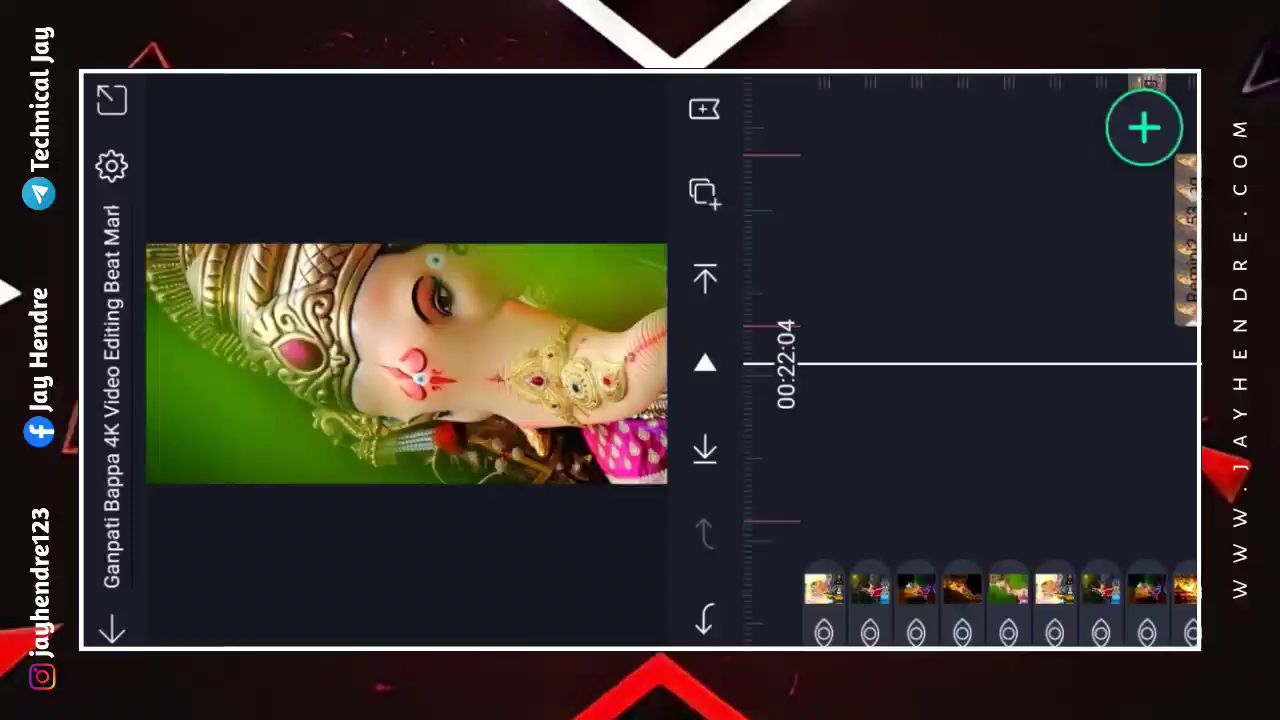 Technical Jay
Jay Hendre
jayhendre123
Ganpati Bappa 4K Video Editing Beat Mar
00:22:04
WWW.JAYHENDRE.COM